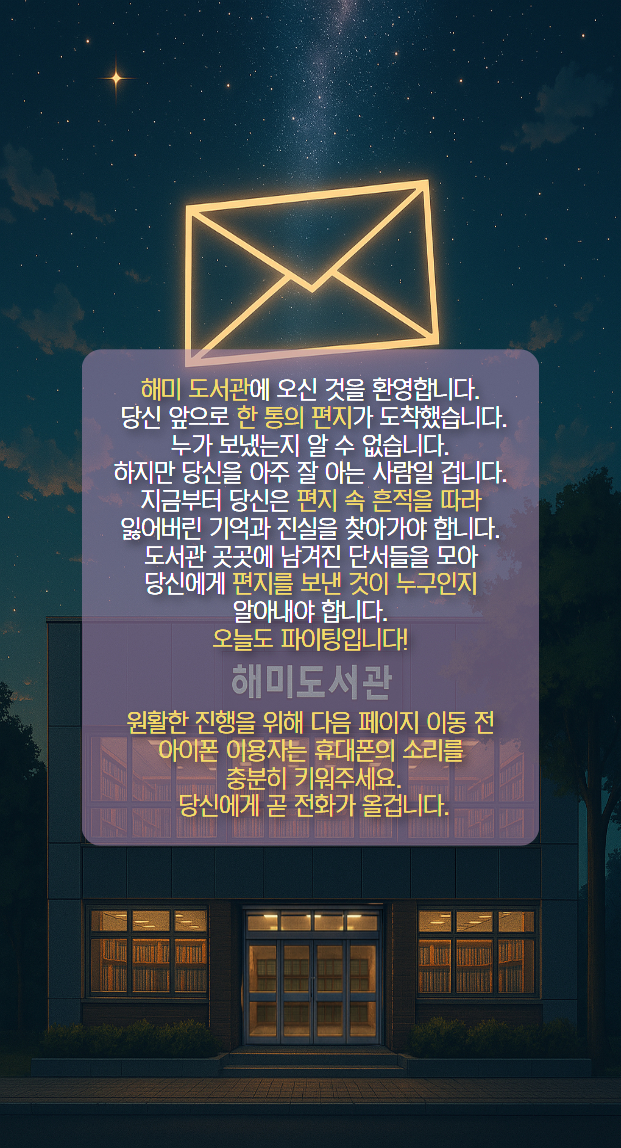 해미 도서관에 오신 것을 환영합니다.
당신 앞으로 한 통의 편지가 도착했습니다.
누가 보냈는지 알 수 없습니다.
하지만 당신을 아주 잘 아는 사람일 겁니다.
지금부터 당신은 편지 속 흔적을 따라
잃어버린 기억과 진실을 찾아가야 합니다.
도서관 곳곳에 남겨진 단서들을 모아
당신에게 편지를 보낸 것이 누구인지
알아내야 합니다.
오늘도 파이팅입니다!
해미도서관
원활한 진행을 위해 다음 페이지 이동 전
아이폰 이용자는 휴대폰의 소리를
충분히 키워주세요.
당신에게 곧 전화가 올겁니다.